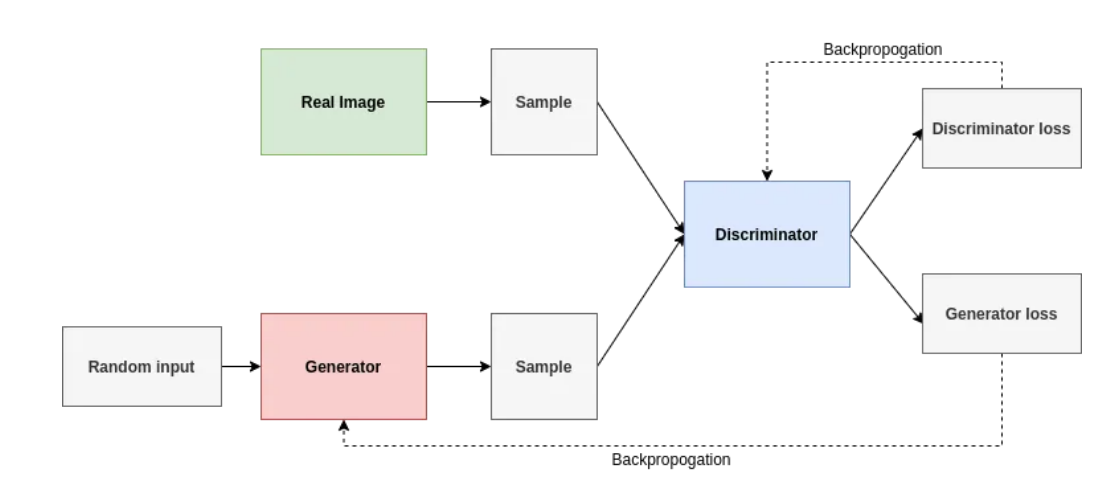 Backpropogation
Real Image
Sample
Discriminator loss
Discriminator
Generator loss
Random input
Generator
Sample
Backpropogation